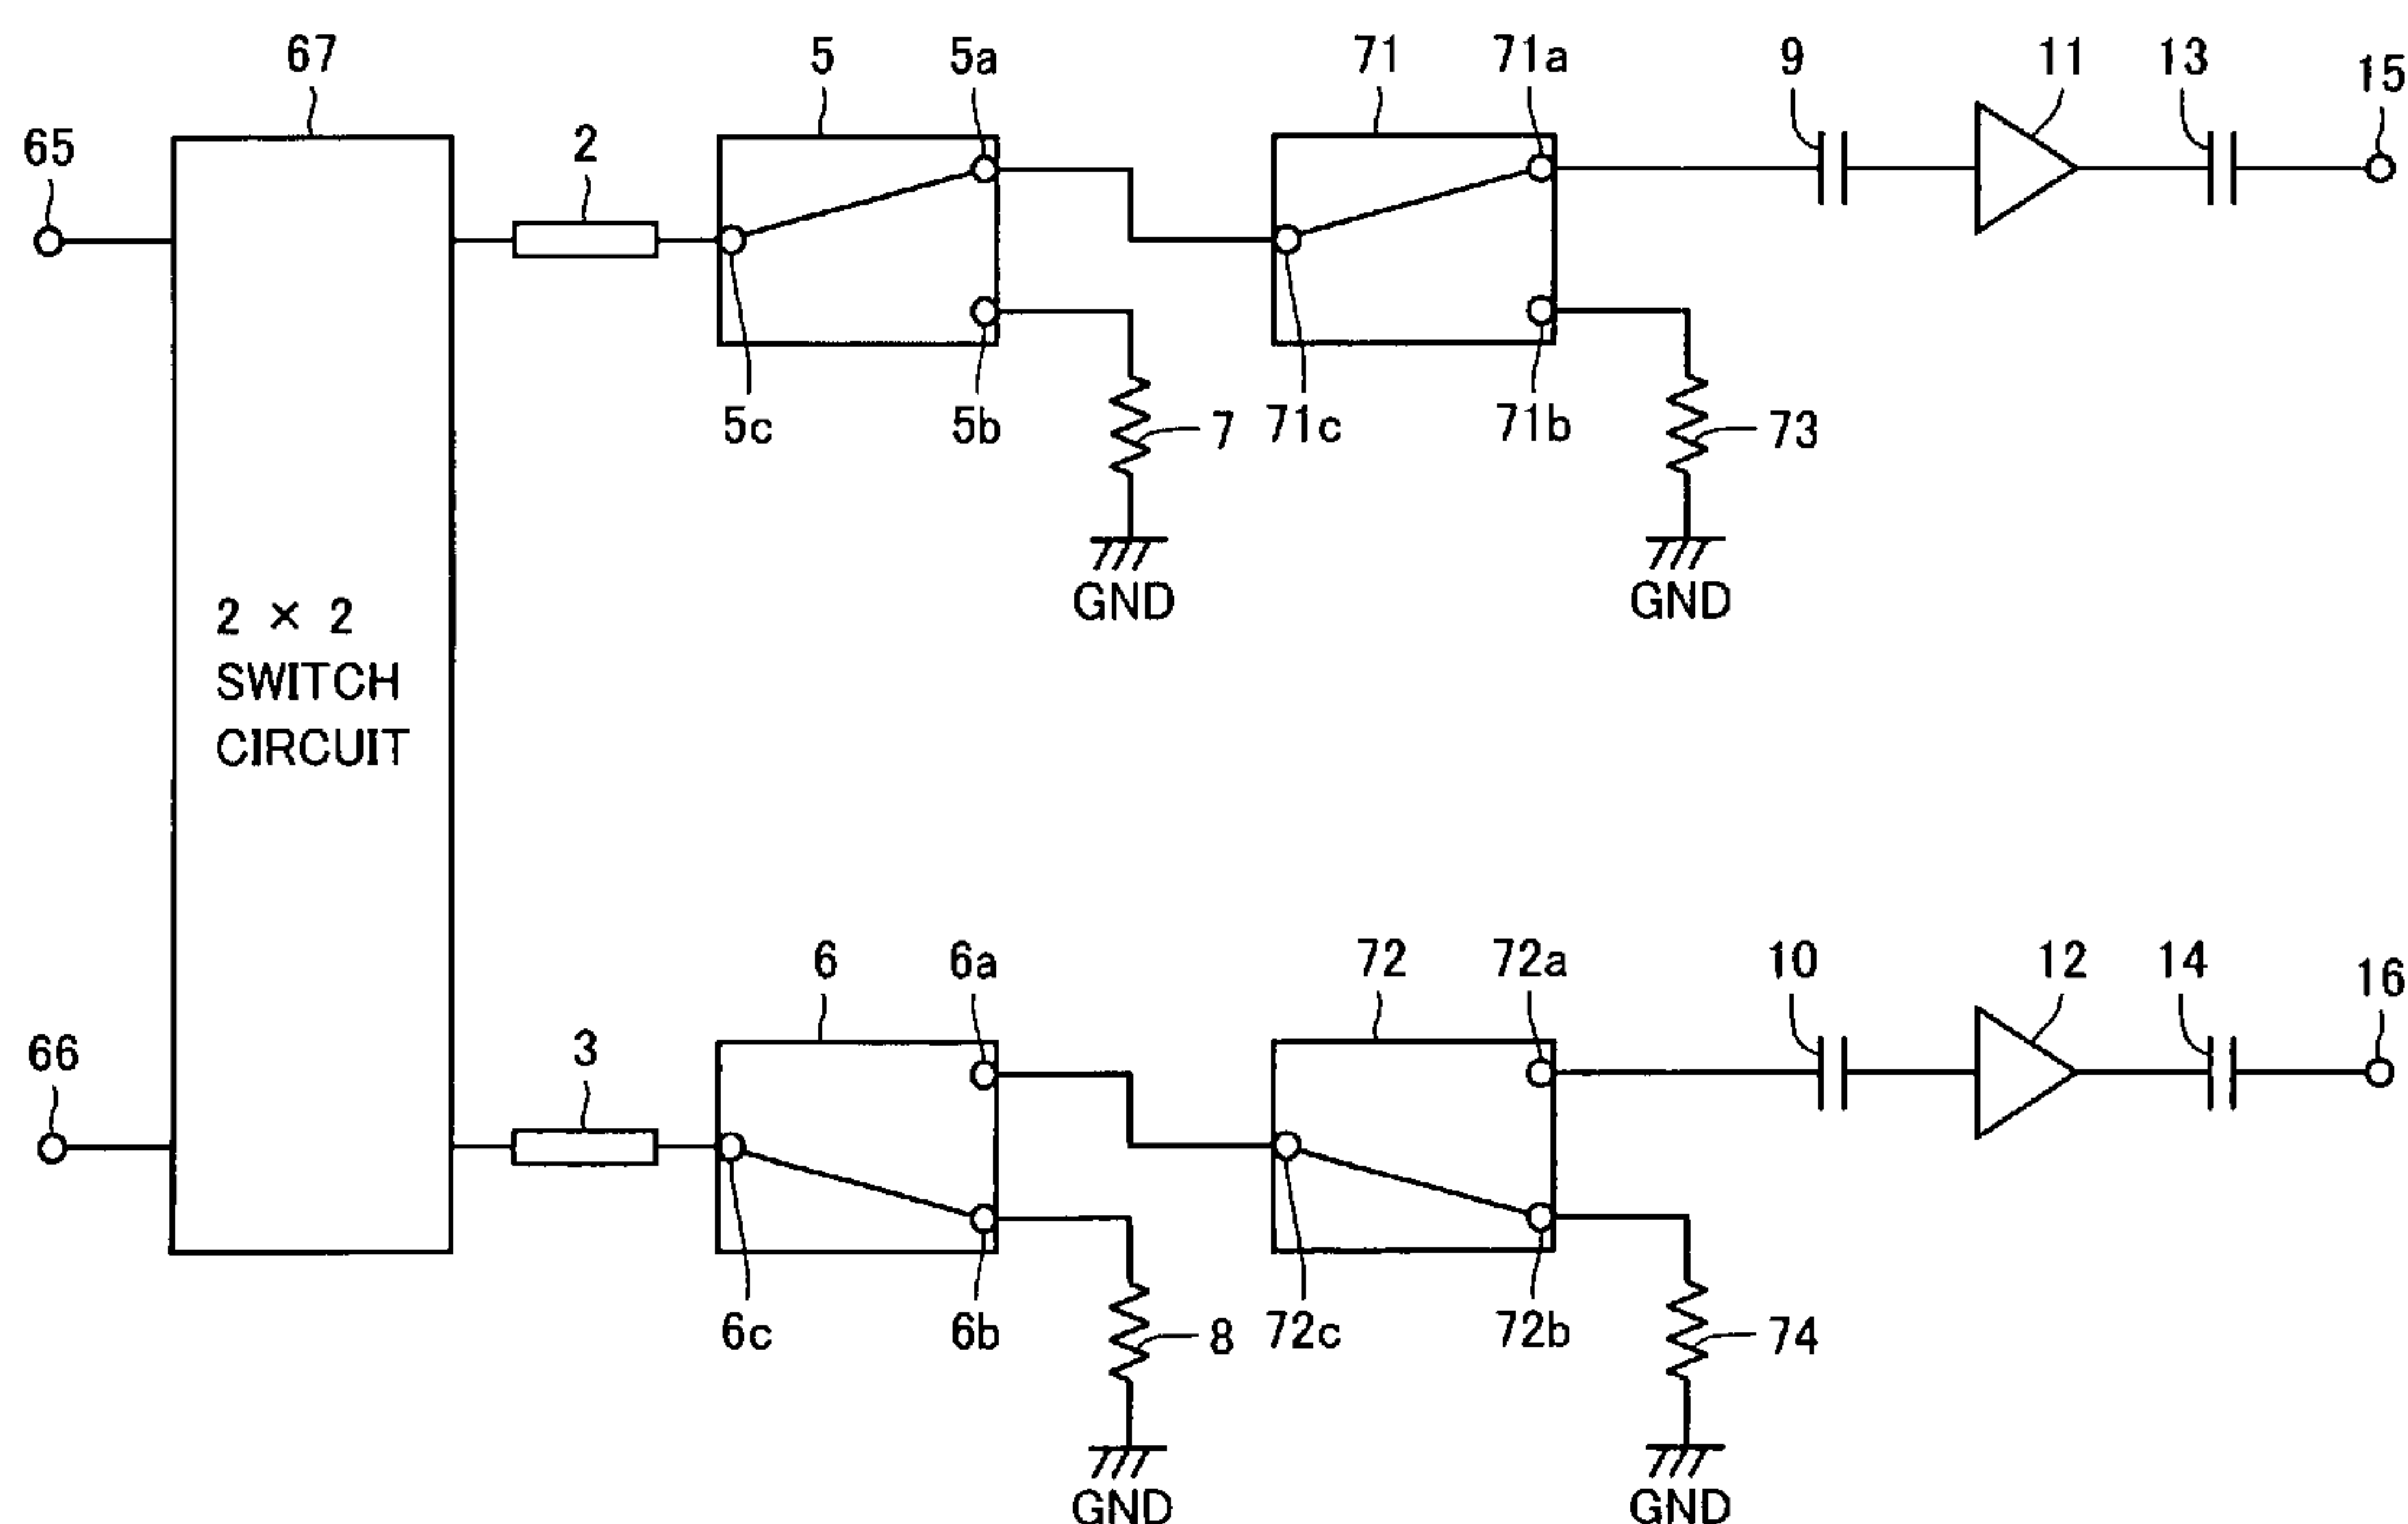 67
5
5a
71
71a
9
11
13
15
65
2
5c
5b
7
71c
71b
73
GND
GND
2 × 2
SWITCH
CIRCUIT
6
6a
72
72a
10
12
14
16
66
3
6c
6b
8
72c
72b
74
GND
GND